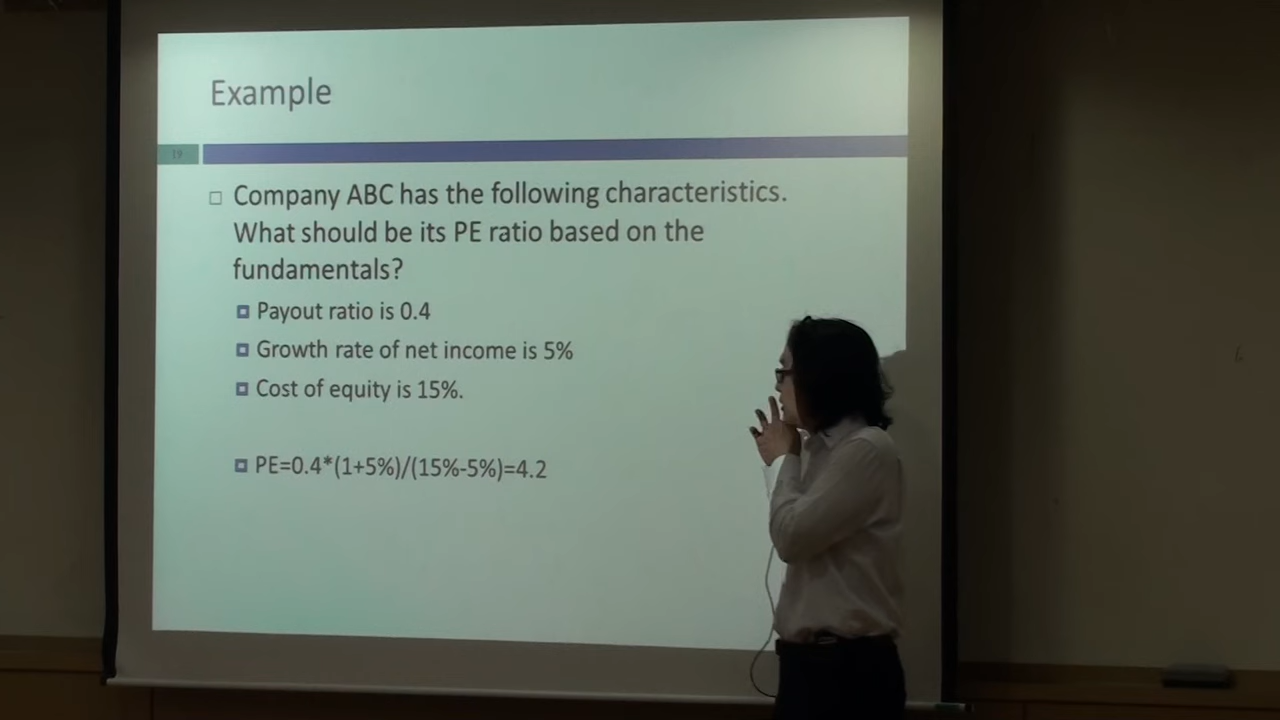 Example
19
Company ABC has the following characteristics.
What should be its PE ratio based on the
fundamentals?
Payout ratio is 0.4
Growth rate of net income is 5%
Cost of equity is 15%.
PE=0.4*(1+5%)/(15%-5%)=4.2